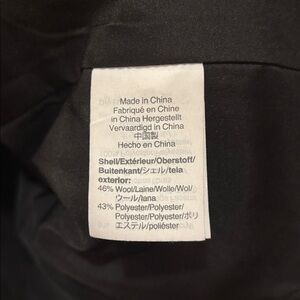 Made in China
Fabriqué en Chine
in China Hergestellt
Vervaardigd in China
中国製
Hecho en China
Shell/Extérieur/Oberstoff/
Buitenkant/シェル/tela
exterior:
46% Wool/Laine/Wolle/Wol/
ウール/lana
43% Polyester/Polyester/
Polyester/Polyester/ポリ
エステル/poliéster